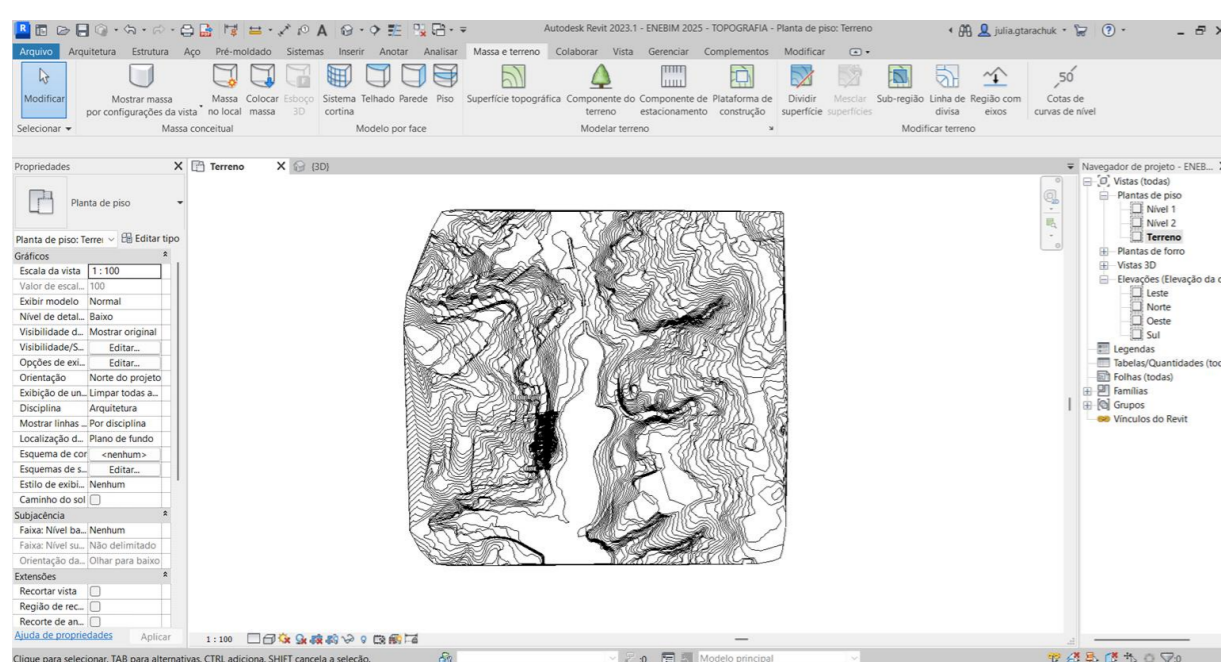 Autodesk Revit 2023.1 - ENEBIM 2025 - TOPOGRAFIA - Planta de piso: Terreno
julia.gtarachuk
Arquivo Arquitetura Estrutura Aço Pré-moldado Sistemas Inserir Anotar Analisar Massa e terreno Colaborar Vista Gerenciar Complementos Modificar
Modificar
Mostrar massa
por configurações da vista
Massa
no local
Colocar
massa
Esboço
3D
Sistema
cortina
Telhado
Parede
Piso
Superfície topográfica
Componente do
terreno
Componente de
estacionamento
Plataforma de
construção
Dividir
superfície
Mesclar
superfícies
Sub-região
Linha de
divisa
Região com
eixos
50
Cotas de
curvas de nível
Selecionar
Massa conceitual
Modelo por face
Modelar terreno
Modificar terreno
Propriedades
Planta de piso
Planta de piso: Terrei
Editar tipo
Gráficos
Escala da vista 1 : 100
Valor de escal... 100
Exibir modelo Normal
Nível de detal... Baixo
Visibilidade d... Mostrar original
Visibilidade/S... Editar...
Opções de exi... Editar...
Orientação Norte do projeto
Exibição de un... Limpar todas a...
Disciplina Arquitetura
Mostrar linhas ... Por disciplina
Localização d... Plano de fundo
Esquema de cor <nenhum>
Esquemas de s... Editar...
Estilo de exibi... Nenhum
Caminho do sol
Subjacência
Faixa: Nível ba... Nenhum
Faixa: Nível su... Não delimitado
Orientação da... Olhar para baixo
Extensões
Recortar vista
Região de rec...
Recorte de an...
Ajuda de propriedades
Aplicar
Terreno
{3D}
Navegador de projeto - ENEB...
Vistas (todas)
Plantas de piso
Nível 1
Nível 2
Terreno
Plantas de forro
Vistas 3D
Elevações (Elevação da c
Leste
Norte
Oeste
Sul
Legendas
Tabelas/Quantidades (toc
Folhas (todas)
Famílias
Grupos
Vínculos do Revit
1 : 100
Clique para selecionar, TAB para alternativas, CTRL adiciona, SHIFT cancela a seleção.
:0
Modelo principal
:0